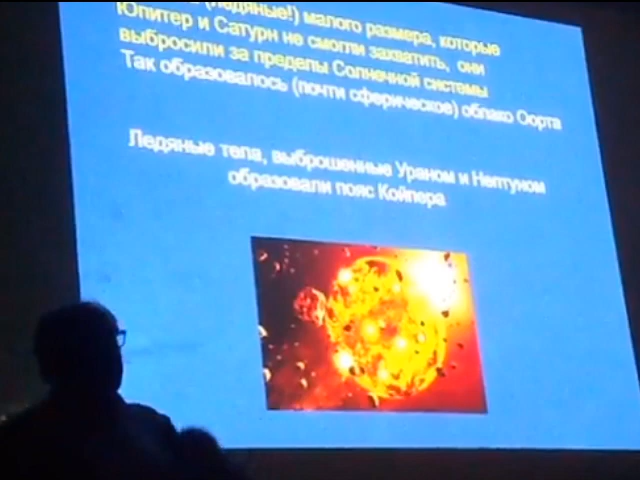 (ледяные!) малого размера, которые
Юпитер и Сатурн не смогли захватить, они
выбросили за пределы Солнечной системы
Так образовалось (почти сферическое) облако Оорта
Ледяные тела, выброшенные Ураном и Нептуном
образовали пояс Койпера